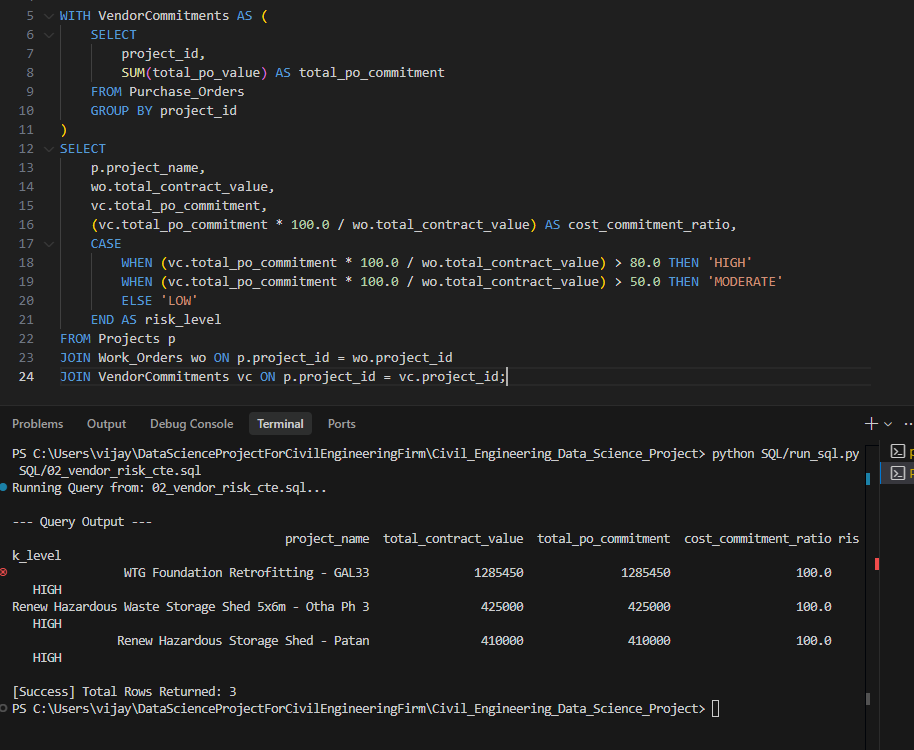 5 WITH VendorCommitments AS (
6 SELECT
7 project_id,
8 SUM(total_po_value) AS total_po_commitment
9 FROM Purchase_Orders
10 GROUP BY project_id
11 )
12 SELECT
13 p.project_name,
14 wo.total_contract_value,
15 vc.total_po_commitment,
16 (vc.total_po_commitment * 100.0 / wo.total_contract_value) AS cost_commitment_ratio,
17 CASE
18 WHEN (vc.total_po_commitment * 100.0 / wo.total_contract_value) > 80.0 THEN 'HIGH'
19 WHEN (vc.total_po_commitment * 100.0 / wo.total_contract_value) > 50.0 THEN 'MODERATE'
20 ELSE 'LOW'
21 END AS risk_level
22 FROM Projects p
23 JOIN Work_Orders wo ON p.project_id = wo.project_id
24 JOIN VendorCommitments vc ON p.project_id = vc.project_id;
Problems Output Debug Console Terminal Ports
PS C:\Users\vijay\DataScienceProjectForCivilEngineeringFirm\Civil_Engineering_Data_Science_Project> python SQL/run_sql.py
SQL/02_vendor_risk_cte.sql
Running Query from: 02_vendor_risk_cte.sql...
--- Query Output ---
project_name total_contract_value total_po_commitment cost_commitment_ratio ris
k_level
WTG Foundation Retrofitting - GAL33 1285450 1285450 100.0
HIGH
Renew Hazardous Waste Storage Shed 5x6m - Otha Ph 3 425000 425000 100.0
HIGH
Renew Hazardous Storage Shed - Patan 410000 410000 100.0
HIGH
[Success] Total Rows Returned: 3
PS C:\Users\vijay\DataScienceProjectForCivilEngineeringFirm\Civil_Engineering_Data_Science_Project>